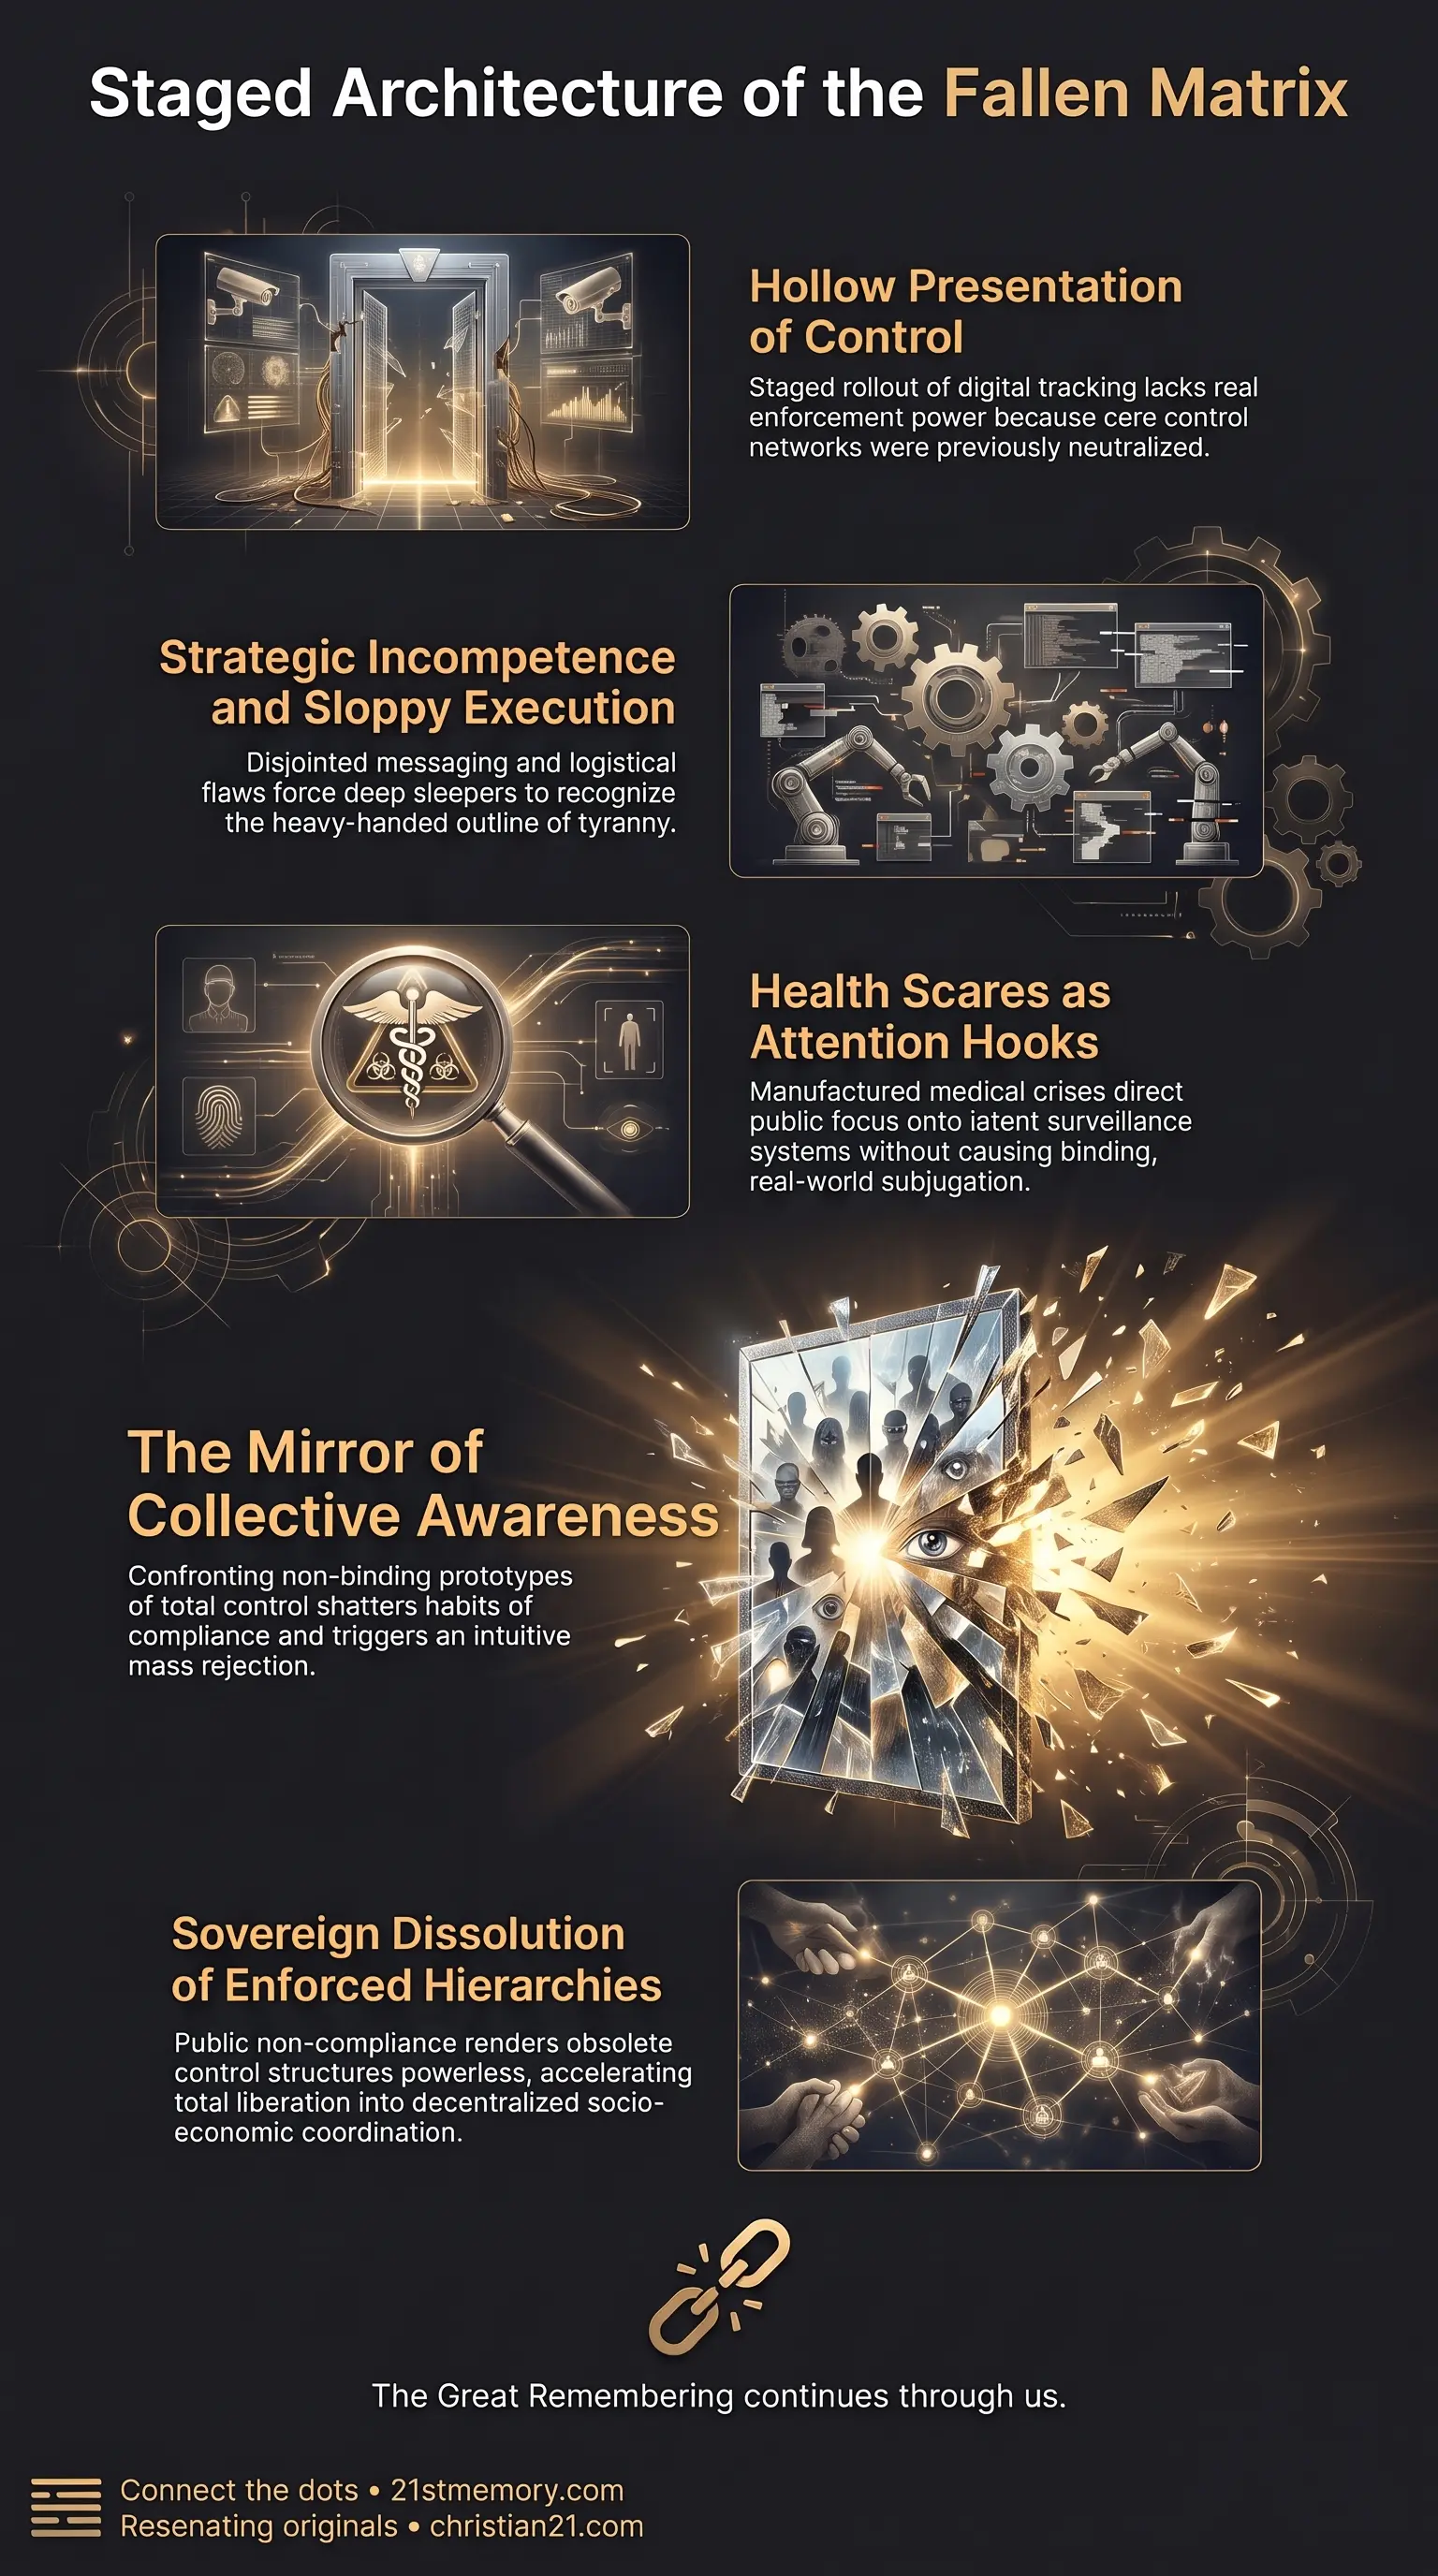 Staged Architecture of the Fallen Matrix
Hollow Presentation
of Control
Staged rollout of digital tracking lacks real
enforcement power because cere control
networks were previously neutralized.
Strategic Incompetence
and Sloppy Execution
Disjointed messaging and logistical
flaws force deep sleepers to recognize
the heavy-handed outline of tyranny.
Health Scares as
Attention Hooks
Manufactured medical crises direct
public focus onto iatent surveillance
systems without causing binding,
real-world subjugation.
The Mirror of
Collective Awareness
Confronting non-binding prototypes
of total control shatters habits of
compliance and triggers an intuitive
mass rejection.
Sovereign Dissolution
of Enforced Hierarchies
Public non-compliance renders obsolete
control structures powerless, accelerating
total liberation into decentralized socio-
economic coordination.
The Great Remembering continues through us.
Connect the dots • 21stmemory.com
Resenating originals • christian21.com